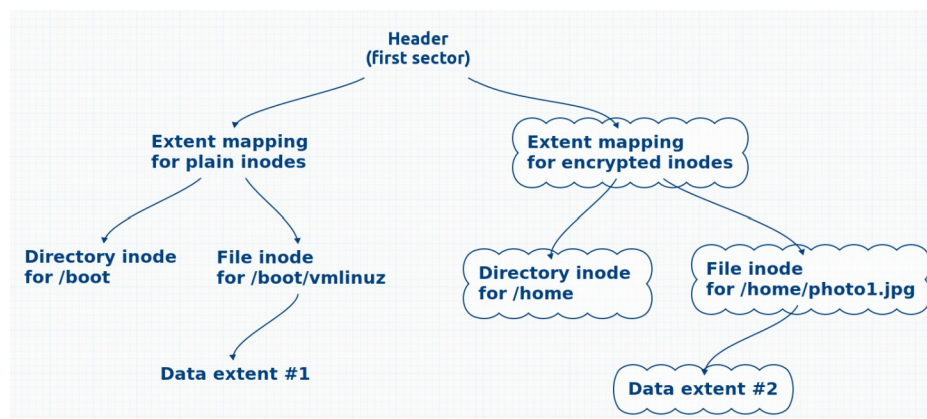 Header
(first sector)
Extent mapping
for plain inodes
Extent mapping
for encrypted inodes
Directory inode
for /boot
File inode
for /boot/vmlinuz
Directory inode
for /home
File inode
for /home/photo1.jpg
Data extent #1
Data extent #2